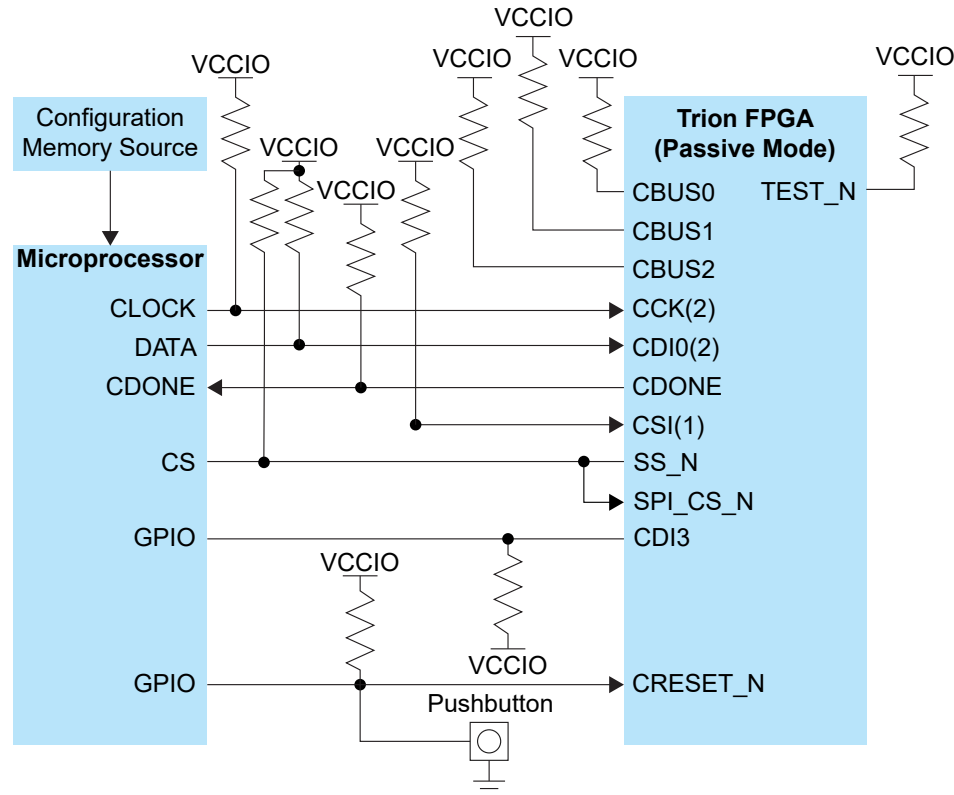 VCCIO
VCCIO
VCCIO
VCCIO
VCCIO
Configuration
Memory Source
Trion FPGA
(Passive Mode)
VCCIO
VCCIO
VCCIO
CBUS0
TEST_N
CBUS1
Microprocessor
CBUS2
CLOCK
CCK(2)
DATA
CDI0(2)
CDONE
CDONE
CSI(1)
CS
SS_N
SPI_CS_N
GPIO
CDI3
VCCIO
VCCIO
GPIO
CRESET_N
Pushbutton